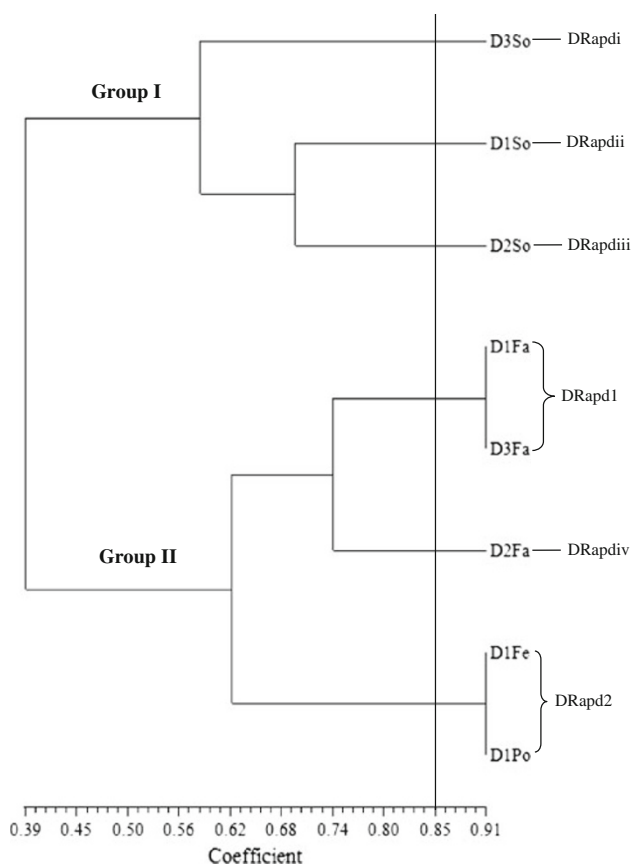 D3So DRapdi
Group I
D1So DRapdii
D2So DRapdiii
D1Fa
DRapd1
D3Fa
D2Fa DRapdiv
Group II
D1Fe
DRapd2
D1Po
0.39 0.45 0.50 0.56 0.62 0.68 0.74 0.80 0.85 0.91
Coefficient